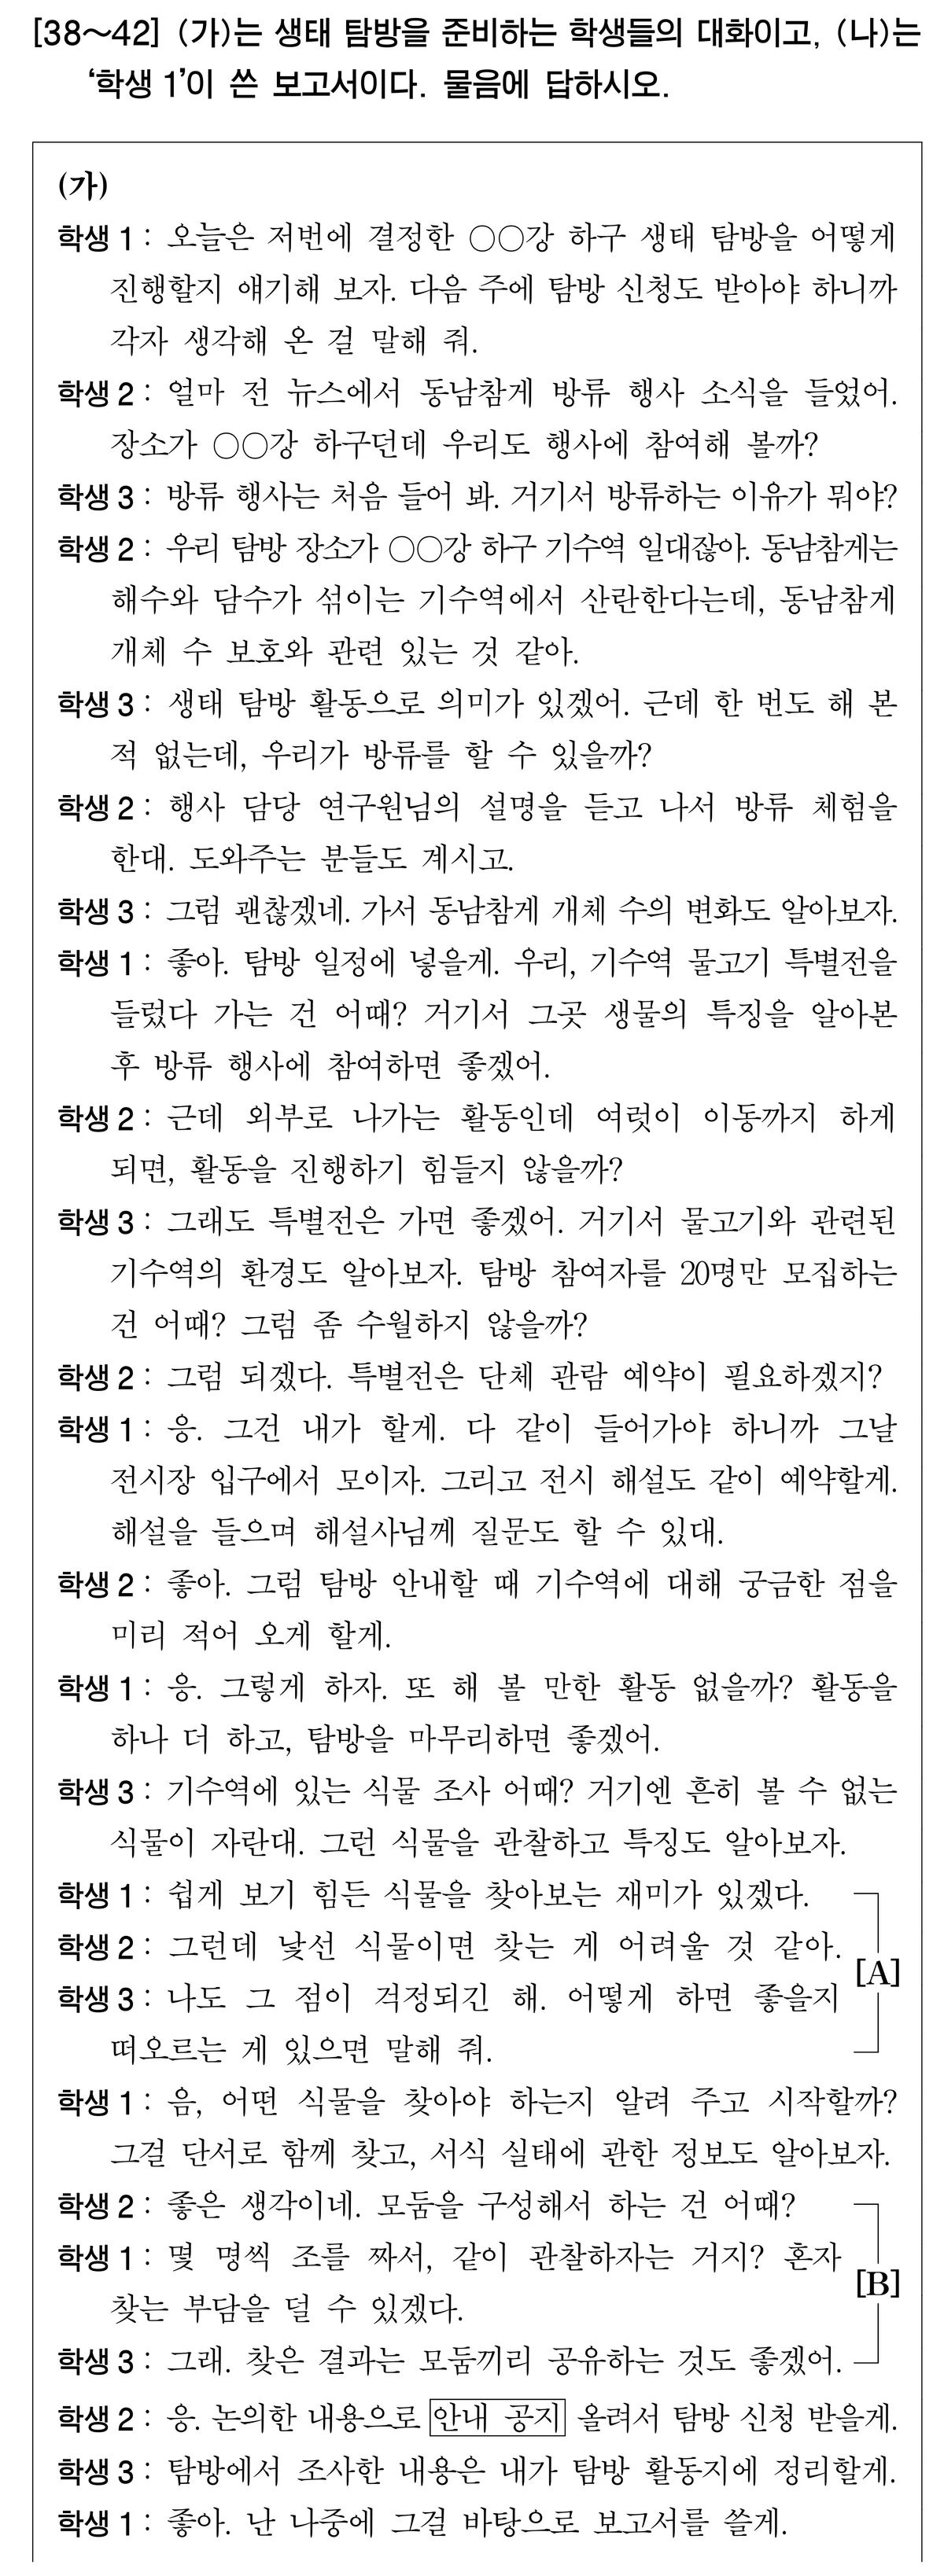 [38～42] (가)는 생태 탐방을 준비하는 학생들의 대화이고, (나)는
‘학생 1’이 쓴 보고서이다. 물음에 답하시오.
(가)
학생 1 : 오늘은 저번에 결정한 ○○강 하구 생태 탐방을 어떻게
진행할지 얘기해 보자. 다음 주에 탐방 신청도 받아야 하니까
각자 생각해 온 걸 말해 줘.
학생 2 : 얼마 전 뉴스에서 동남참게 방류 행사 소식을 들었어.
장소가 ○○강 하구던데 우리도 행사에 참여해 볼까?
학생 3 : 방류 행사는 처음 들어 봐. 거기서 방류하는 이유가 뭐야?
학생 2 : 우리 탐방 장소가 ○○강 하구 기수역 일대잖아. 동남참게는
해수와 담수가 섞이는 기수역에서 산란한다는데, 동남참게
개체 수 보호와 관련 있는 것 같아.
학생 3 : 생태 탐방 활동으로 의미가 있겠어. 근데 한 번도 해 본
적 없는데, 우리가 방류를 할 수 있을까?
학생 2 : 행사 담당 연구원님의 설명을 듣고 나서 방류 체험을
한대. 도와주는 분들도 계시고.
학생 3 : 그럼 괜찮겠네. 가서 동남참게 개체 수의 변화도 알아보자.
학생 1 : 좋아. 탐방 일정에 넣을게. 우리, 기수역 물고기 특별전을
들렀다 가는 건 어때? 거기서 그곳 생물의 특징을 알아본
후 방류 행사에 참여하면 좋겠어.
학생 2 : 근데 외부로 나가는 활동인데 여럿이 이동까지 하게
되면, 활동을 진행하기 힘들지 않을까?
학생 3 : 그래도 특별전은 가면 좋겠어. 거기서 물고기와 관련된
기수역의 환경도 알아보자. 탐방 참여자를 20명만 모집하는
건 어때? 그럼 좀 수월하지 않을까?
학생 2 : 그럼 되겠다. 특별전은 단체 관람 예약이 필요하겠지?
학생 1 : 응. 그건 내가 할게. 다 같이 들어가야 하니까 그날
전시장 입구에서 모이자. 그리고 전시 해설도 같이 예약할게.
해설을 들으며 해설사님께 질문도 할 수 있대.
학생 2 : 좋아. 그럼 탐방 안내할 때 기수역에 대해 궁금한 점을
미리 적어 오게 할게.
학생 1 : 응. 그렇게 하자. 또 해 볼 만한 활동 없을까? 활동을
하나 더 하고, 탐방을 마무리하면 좋겠어.
학생 3 : 기수역에 있는 식물 조사 어때? 거기엔 흔히 볼 수 없는
식물이 자란대. 그런 식물을 관찰하고 특징도 알아보자.
학생 1 : 쉽게 보기 힘든 식물을 찾아보는 재미가 있겠다.
학생 2 : 그런데 낯선 식물이면 찾는 게 어려울 것 같아.
[A]
학생 3 : 나도 그 점이 걱정되긴 해. 어떻게 하면 좋을지
떠오르는 게 있으면 말해 줘.
학생 1 : 음, 어떤 식물을 찾아야 하는지 알려 주고 시작할까?
그걸 단서로 함께 찾고, 서식 실태에 관한 정보도 알아보자.
학생 2 : 좋은 생각이네. 모둠을 구성해서 하는 건 어때?
학생 1 : 몇 명씩 조를 짜서, 같이 관찰하자는 거지? 혼자
[B]
찾는 부담을 덜 수 있겠다.
학생 3 : 그래. 찾은 결과는 모둠끼리 공유하는 것도 좋겠어.
학생 2 : 응. 논의한 내용으로 안내 공지 올려서 탐방 신청 받을게.
학생 3 : 탐방에서 조사한 내용은 내가 탐방 활동지에 정리할게.
학생 1 : 좋아. 난 나중에 그걸 바탕으로 보고서를 쓸게.